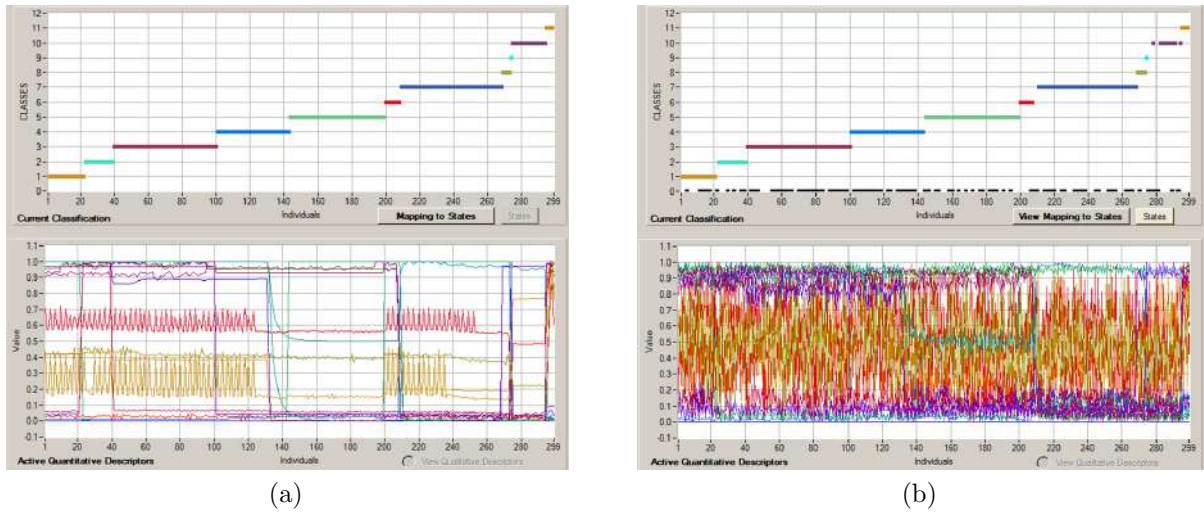 12
11
10
9
8
7
6
5
4
3
2
1
0
CLASSES
1 20 40 60 80 100 120 140 160 180 200 220 240 260 280 299
Individuals
Current Classification
Mapping to States
States
1.1
1.0
0.9
0.8
0.7
0.6
0.5
0.4
0.3
0.2
0.1
0.0
-0.1
Value
1 20 40 60 80 100 120 140 160 180 200 220 240 260 280 299
Individuals
Active Quantitative Descriptors
View Qualitative Descriptors
(a)
12
11
10
9
8
7
6
5
4
3
2
1
0
CLASSES
1 20 40 60 80 100 120 140 160 180 200 220 240 260 280 299
Individuals
Current Classification
View Mapping to States
States
1.1
1.0
0.9
0.8
0.7
0.6
0.5
0.4
0.3
0.2
0.1
0.0
-0.1
Value
1 20 40 60 80 100 120 140 160 180 200 220 240 260 280 299
Individuals
Active Quantitative Descriptors
View Qualitative Descriptors
(b)